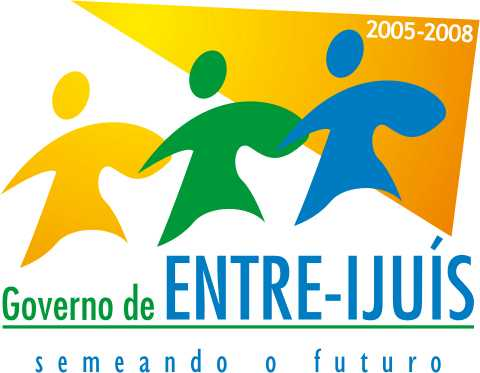 2005-2008
Governo de ENTRE-IJUÍS
semeando o futuro